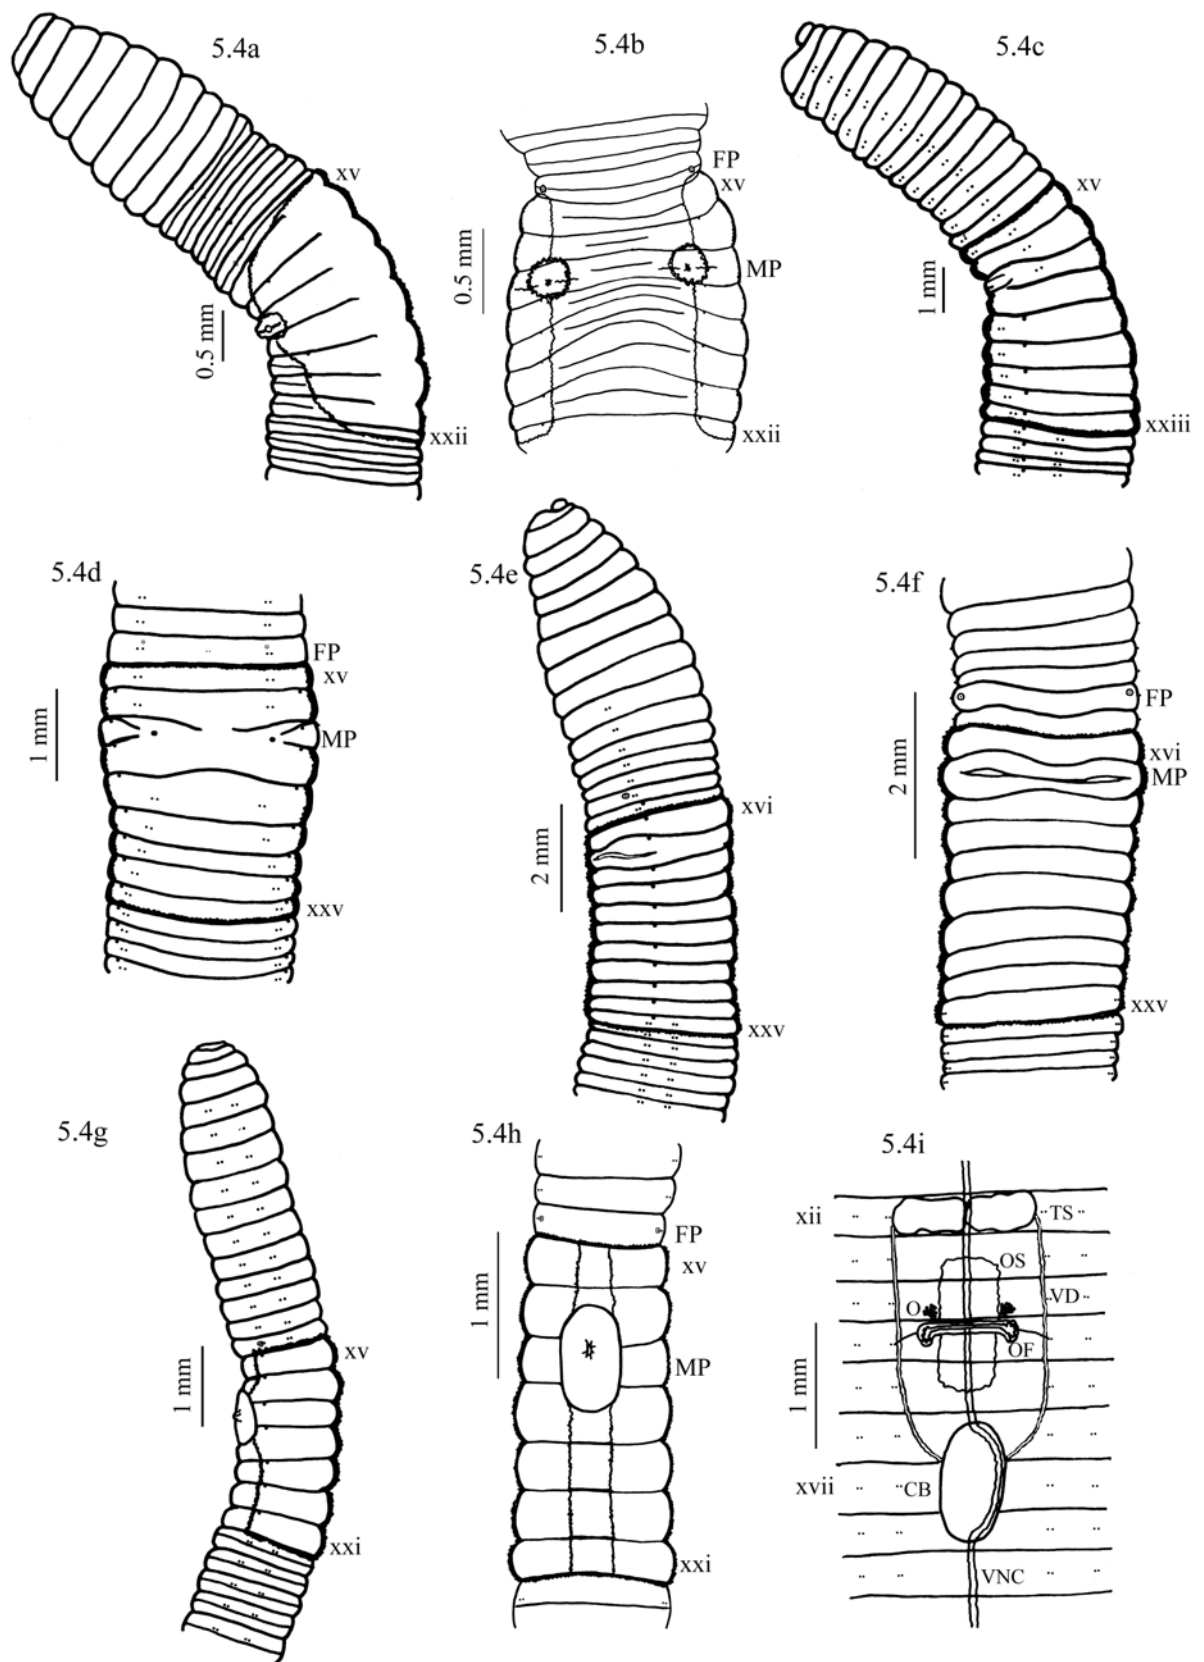 5.4a
xv
0.5 mm
xxii
5.4b
FP
xv
0.5 mm
MP
xxii
5.4c
xv
1 mm
xxiii
5.4d
FP
xv
1 mm
MP
xxv
5.4e
xvi
2 mm
xxv
5.4f
FP
xvi
2 mm
MP
xxv
5.4g
xv
1 mm
xxi
5.4h
FP
xv
1 mm
MP
xxi
5.4i
xii
TS
OS
VD
O
OF
1 mm
xvii
CB
VNC